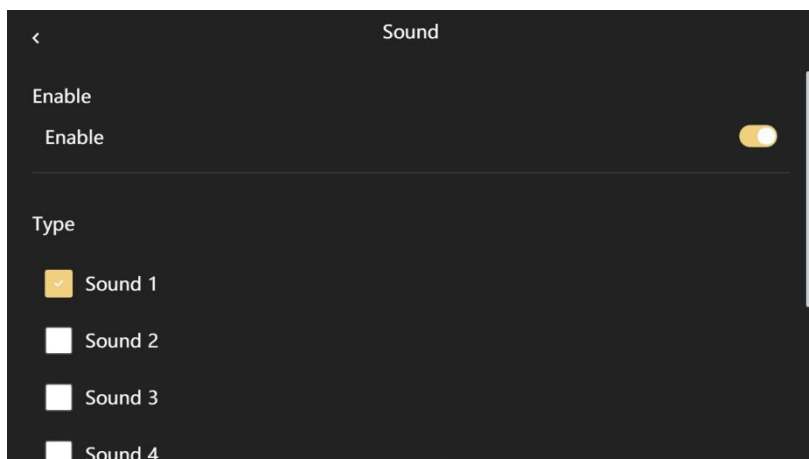 Sound
Enable
Enable
Type
Sound 1
Sound 2
Sound 3
Sound 4